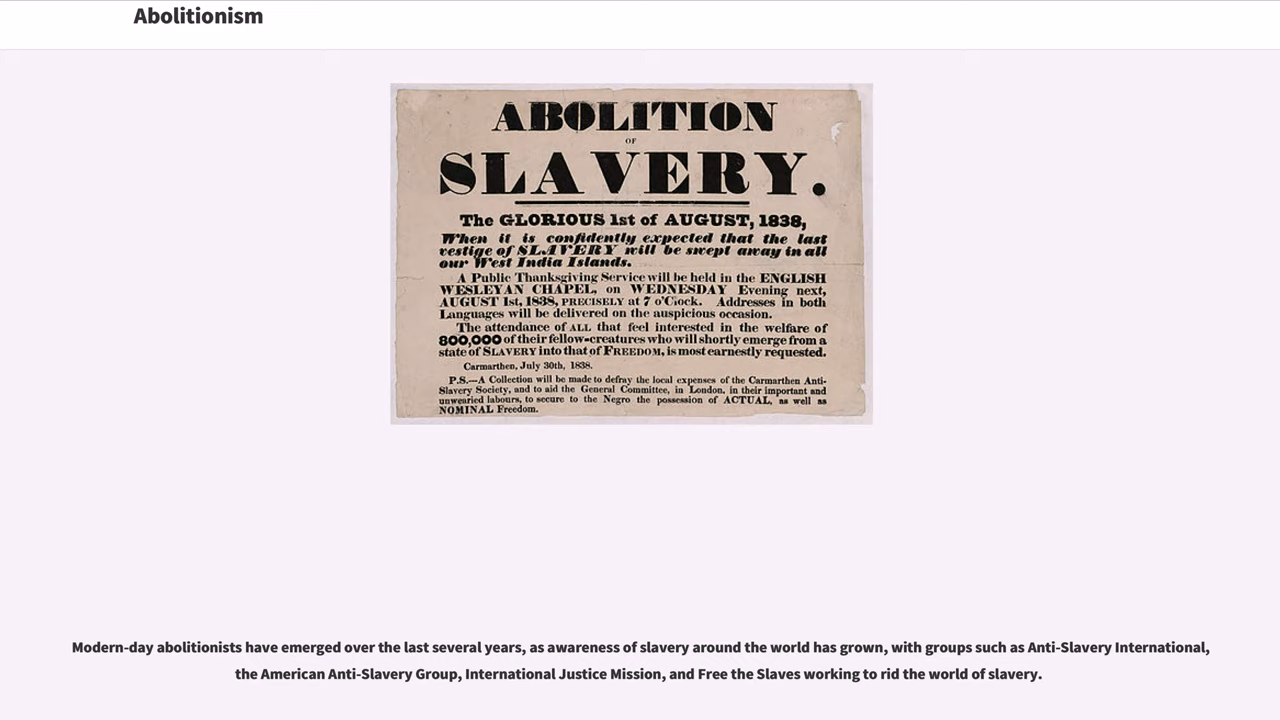 Abolitionism
ABOLITION
OF
SLAVERY.
The GLORIOUS 1st of AUGUST, 1838,
When it is confidently expected that the last
vestige of SLAVERY will be swept away in all
our West India Islands.
A Public Thanksgiving Service will be held in the ENGLISH
WESLEYAN CHAPEL, on WEDNESDAY Evening next,
AUGUST 1st, 1838, PRECISELY at 7 o'Clock. Addresses in both
Languages will be delivered on the auspicious occasion.
The attendance of ALL that feel interested in the welfare of
800,000 of their fellow-creatures who will shortly emerge from a
state of SLAVERY into that of FREEDOM, is most earnestly requested.
Carmarthen, July 30th, 1838.
P.S.—A Collection will be made to defray the local expenses of the Carmarthen Anti-
Slavery Society, and to aid the General Committee, in London, in their important and
unwearied labours, to secure to the Negro the possession of ACTUAL, as well as
NOMINAL Freedom.
Modern-day abolitionists have emerged over the last several years, as awareness of slavery around the world has grown, with groups such as Anti-Slavery International,
the American Anti-Slavery Group, International Justice Mission, and Free the Slaves working to rid the world of slavery.